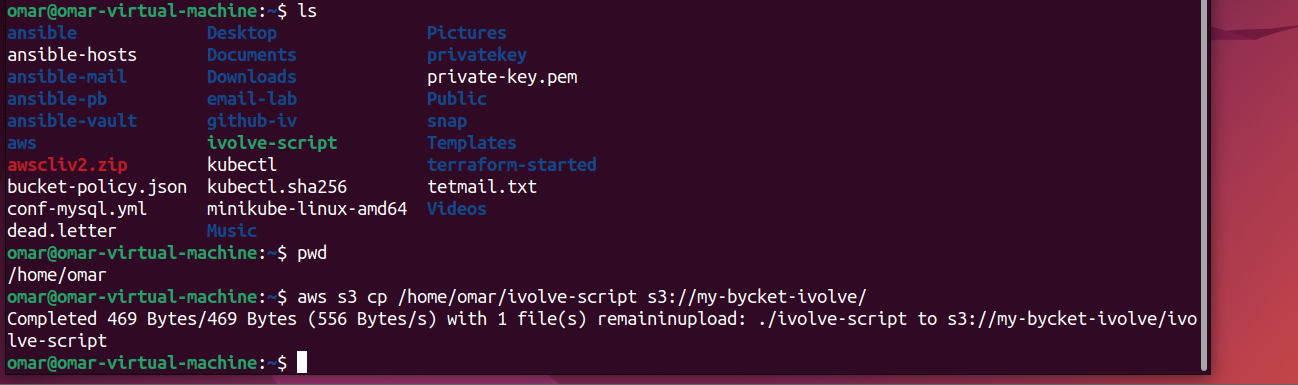 omar@omar-virtual-machine:~$ ls
ansible Desktop Pictures
ansible-hosts Documents privatekey
ansible-mail Downloads private-key.pem
ansible-pb email-lab Public
ansible-vault github-iv snap
aws ivolve-script Templates
awscliv2.zip kubectl terraform-started
bucket-policy.json kubectl.sha256 tetmail.txt
conf-mysql.yml minikube-linux-amd64 Videos
dead.letter Music
omar@omar-virtual-machine:~$ pwd
/home/omar
omar@omar-virtual-machine:~$ aws s3 cp /home/omar/ivolve-script s3://my-bycket-ivolve/
Completed 469 Bytes/469 Bytes (556 Bytes/s) with 1 file(s) remaininupload: ./ivolve-script to s3://my-bycket-ivolve/ivo
lve-script
omar@omar-virtual-machine:~$